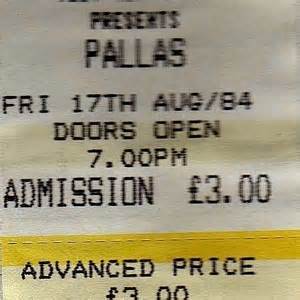 PRESENTS
PALLAS
FRI 17TH AUG/84
DOORS OPEN
7.00PM
ADMISSION £3.00
ADVANCED PRICE
£3.00